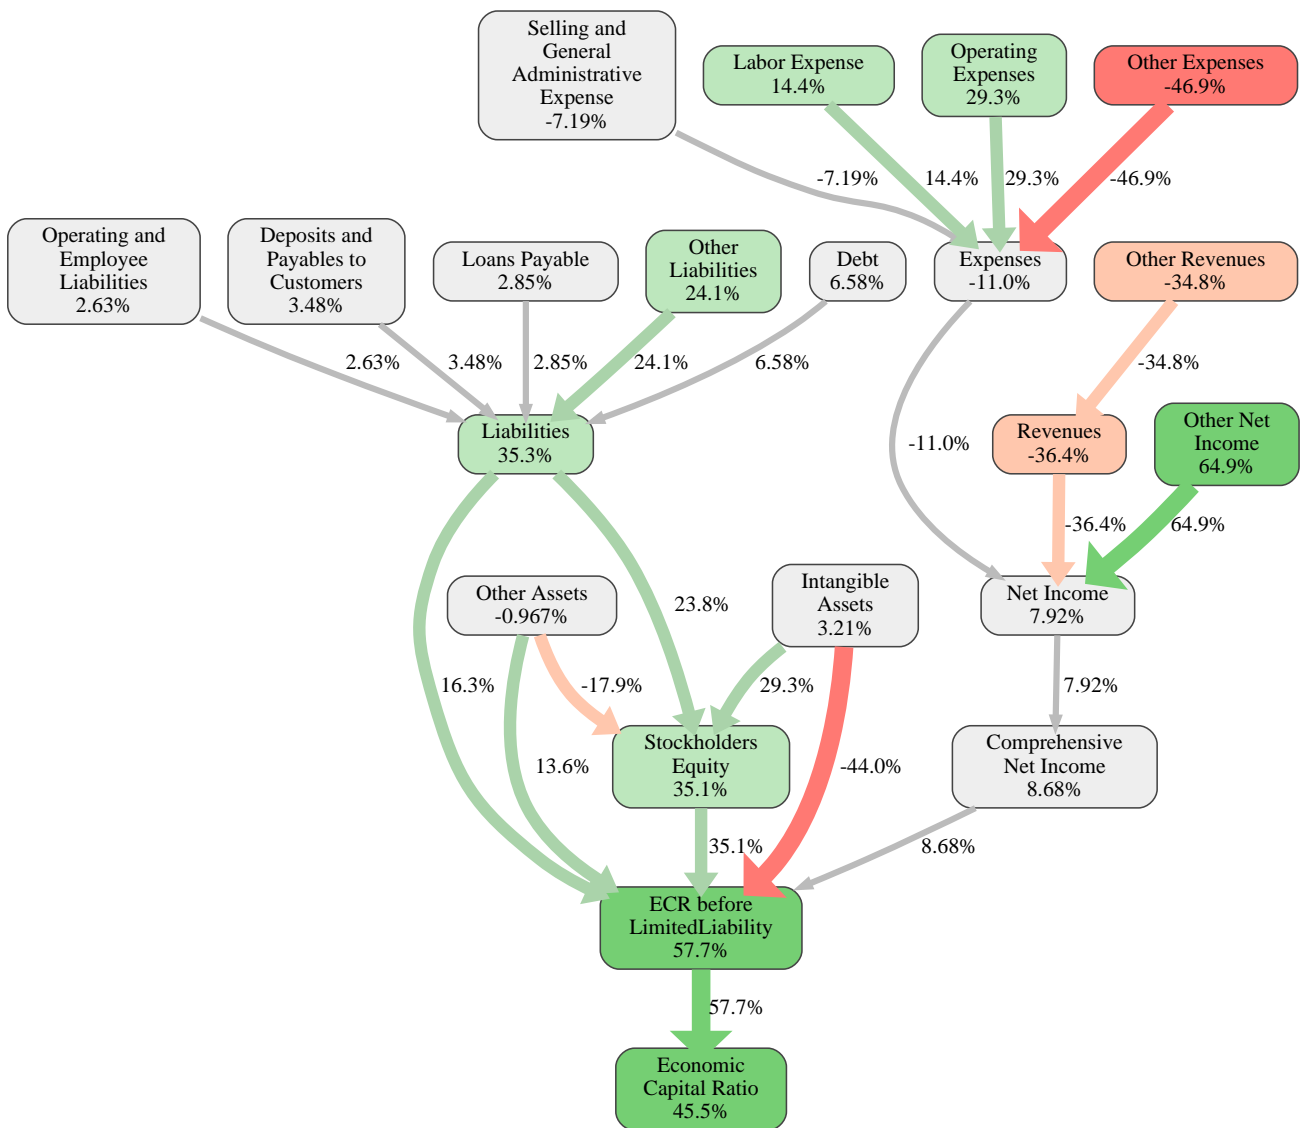 Selling and
General
Administrative
Expense
-7.19%
Labor Expense
14.4%
Operating
Expenses
29.3%
Other Expenses
-46.9%
-7.19%
14.4%
29.3%
-46.9%
Operating and
Employee
Liabilities
2.63%
Deposits and
Payables to
Customers
3.48%
Loans Payable
2.85%
Other
Liabilities
24.1%
Debt
6.58%
Expenses
-11.0%
Other Revenues
-34.8%
2.63%
3.48%
2.85%
24.1%
6.58%
-34.8%
Liabilities
35.3%
-11.0%
Revenues
-36.4%
Other Net
Income
64.9%
-36.4%
64.9%
Other Assets
-0.967%
23.8%
Intangible
Assets
3.21%
Net Income
7.92%
16.3%
-17.9%
29.3%
7.92%
13.6%
Stockholders
Equity
35.1%
-44.0%
Comprehensive
Net Income
8.68%
35.1%
8.68%
ECR before
LimitedLiability
57.7%
57.7%
Economic
Capital Ratio
45.5%